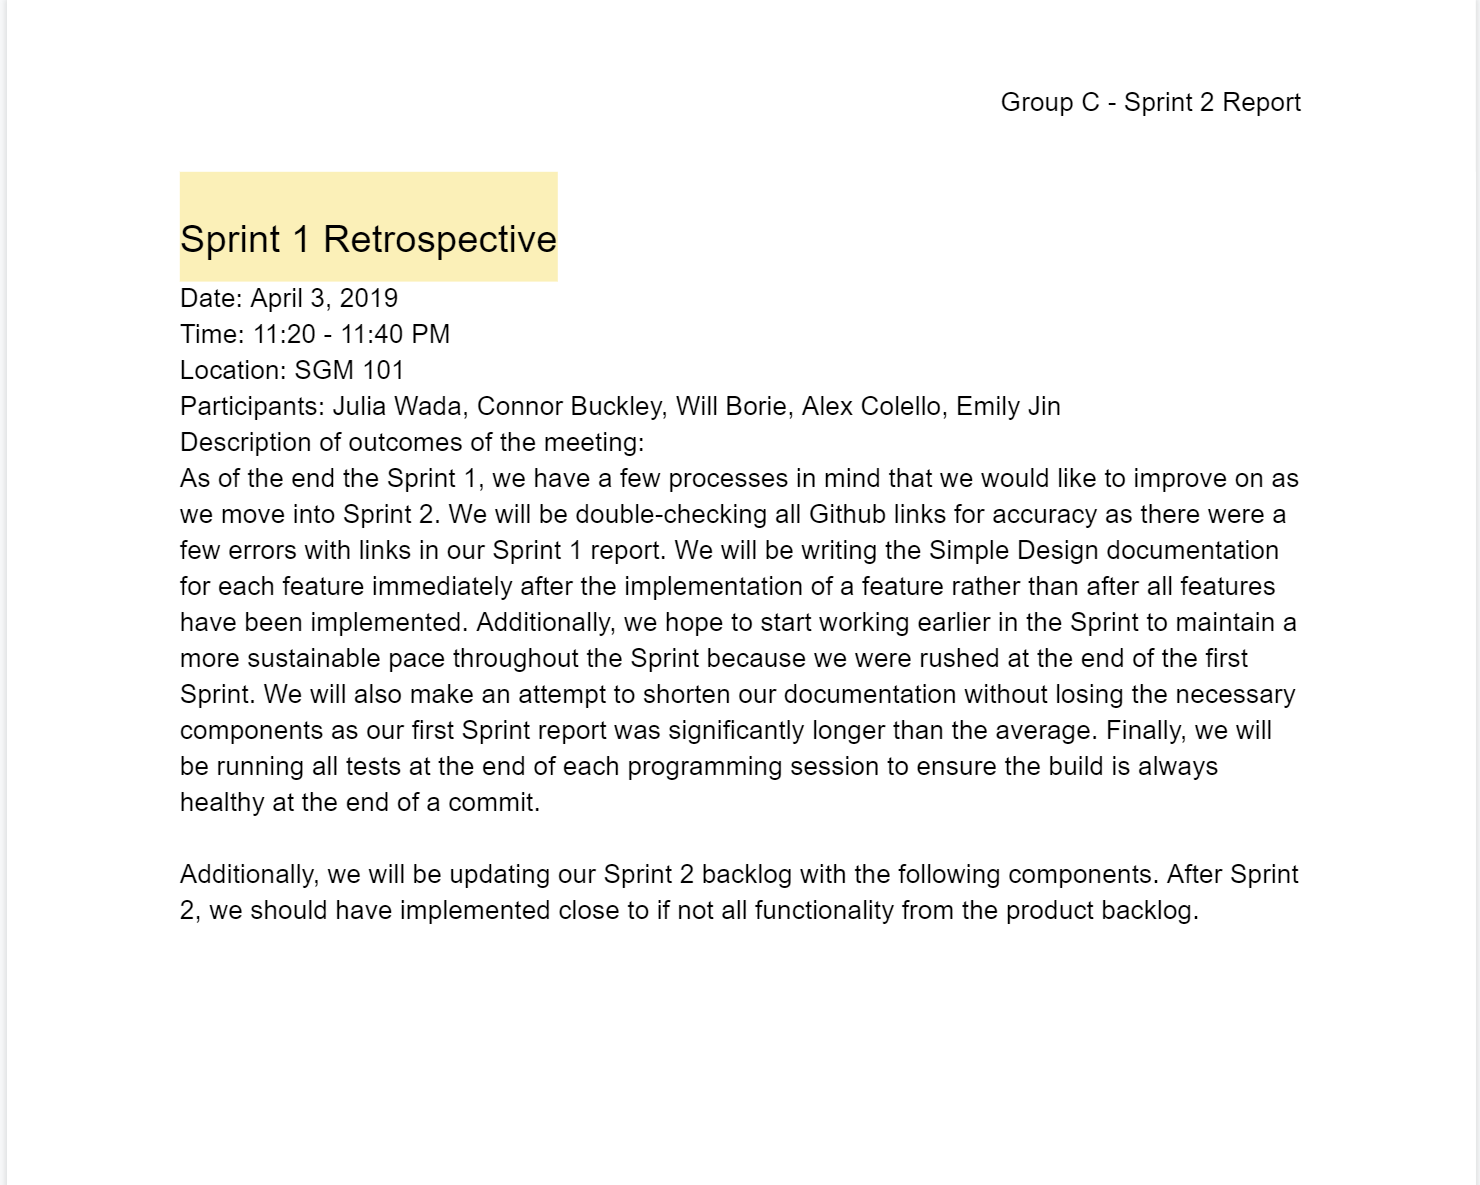 Group C - Sprint 2 Report
Sprint 1 Retrospective
Date: April 3, 2019
Time: 11:20 - 11:40 PM
Location: SGM 101
Participants: Julia Wada, Connor Buckley, Will Borie, Alex Colello, Emily Jin
Description of outcomes of the meeting:
As of the end the Sprint 1, we have a few processes in mind that we would like to improve on as
we move into Sprint 2. We will be double-checking all Github links for accuracy as there were a
few errors with links in our Sprint 1 report. We will be writing the Simple Design documentation
for each feature immediately after the implementation of a feature rather than after all features
have been implemented. Additionally, we hope to start working earlier in the Sprint to maintain a
more sustainable pace throughout the Sprint because we were rushed at the end of the first
Sprint. We will also make an attempt to shorten our documentation without losing the necessary
components as our first Sprint report was significantly longer than the average. Finally, we will
be running all tests at the end of each programming session to ensure the build is always
healthy at the end of a commit.
Additionally, we will be updating our Sprint 2 backlog with the following components. After Sprint
2, we should have implemented close to if not all functionality from the product backlog.